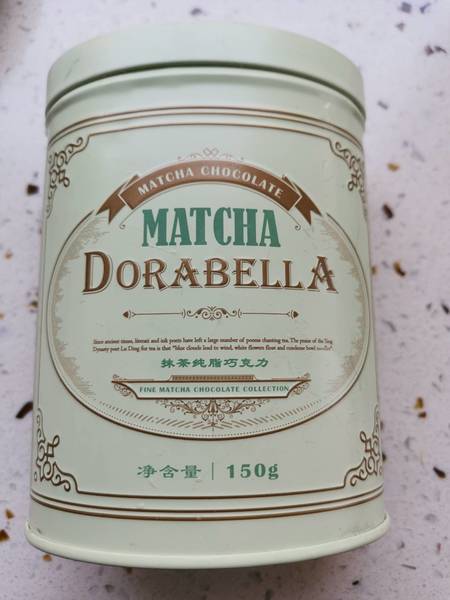 MATCHA CHOCOLATE
MATCHA
DORABELLA
Since ancient times, literati and ink poets have left a large number of poems chanting tea. The praise of the Tang
Dynasty poet Lu Ding for tea is that "blue clouds lead to wind, white flowers float and condense bowl noodles".
抹茶纯脂巧克力
FINE MATCHA CHOCOLATE COLLECTION
净含量 | 150g